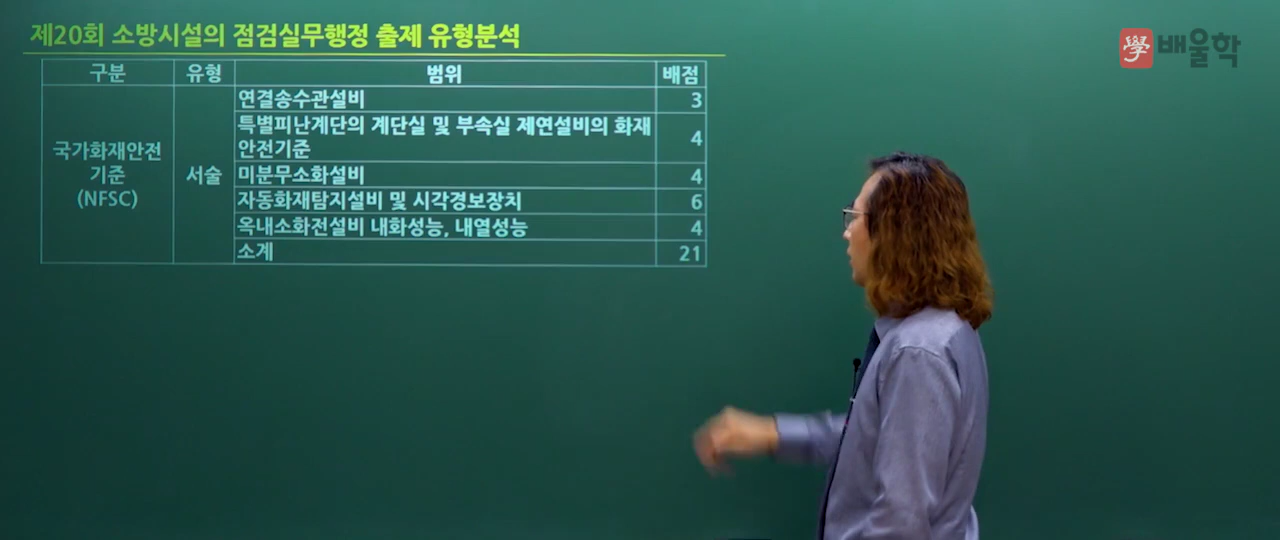 제20회 소방시설의 점검실무행정 출제 유형분석
學 배울학
구분 유형 범위 배점
국가화재안전
기준
(NFSC)
서술
연결송수관설비 3
특별피난계단의 계단실 및 부속실 제연설비의 화재
안전기준 4
미분무소화설비 4
자동화재탐지설비 및 시각경보장치 6
옥내소화전설비 내화성능, 내열성능 4
소계 21